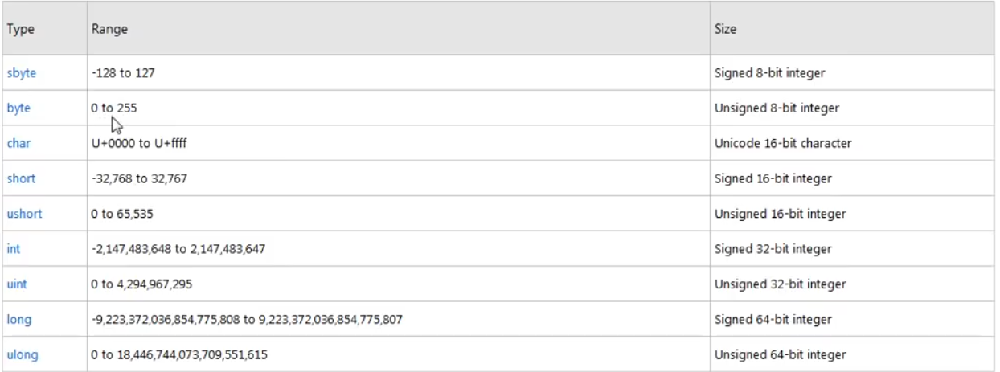 Type Range Size
sbyte -128 to 127 Signed 8-bit integer
byte 0 to 255 Unsigned 8-bit integer
char U+0000 to U+ffff Unicode 16-bit character
short -32,768 to 32,767 Signed 16-bit integer
ushort 0 to 65,535 Unsigned 16-bit integer
int -2,147,483,648 to 2,147,483,647 Signed 32-bit integer
uint 0 to 4,294,967,295 Unsigned 32-bit integer
long -9,223,372,036,854,775,808 to 9,223,372,036,854,775,807 Signed 64-bit integer
ulong 0 to 18,446,744,073,709,551,615 Unsigned 64-bit integer